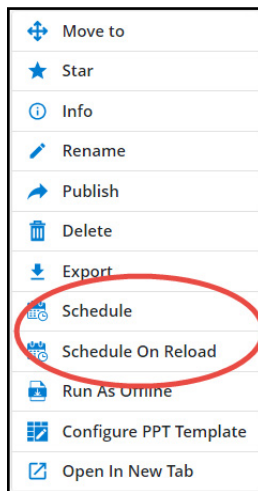 Move to
Star
Info
Rename
Publish
Delete
Export
Schedule
Schedule On Reload
Run As Offline
Configure PPT Template
Open In New Tab